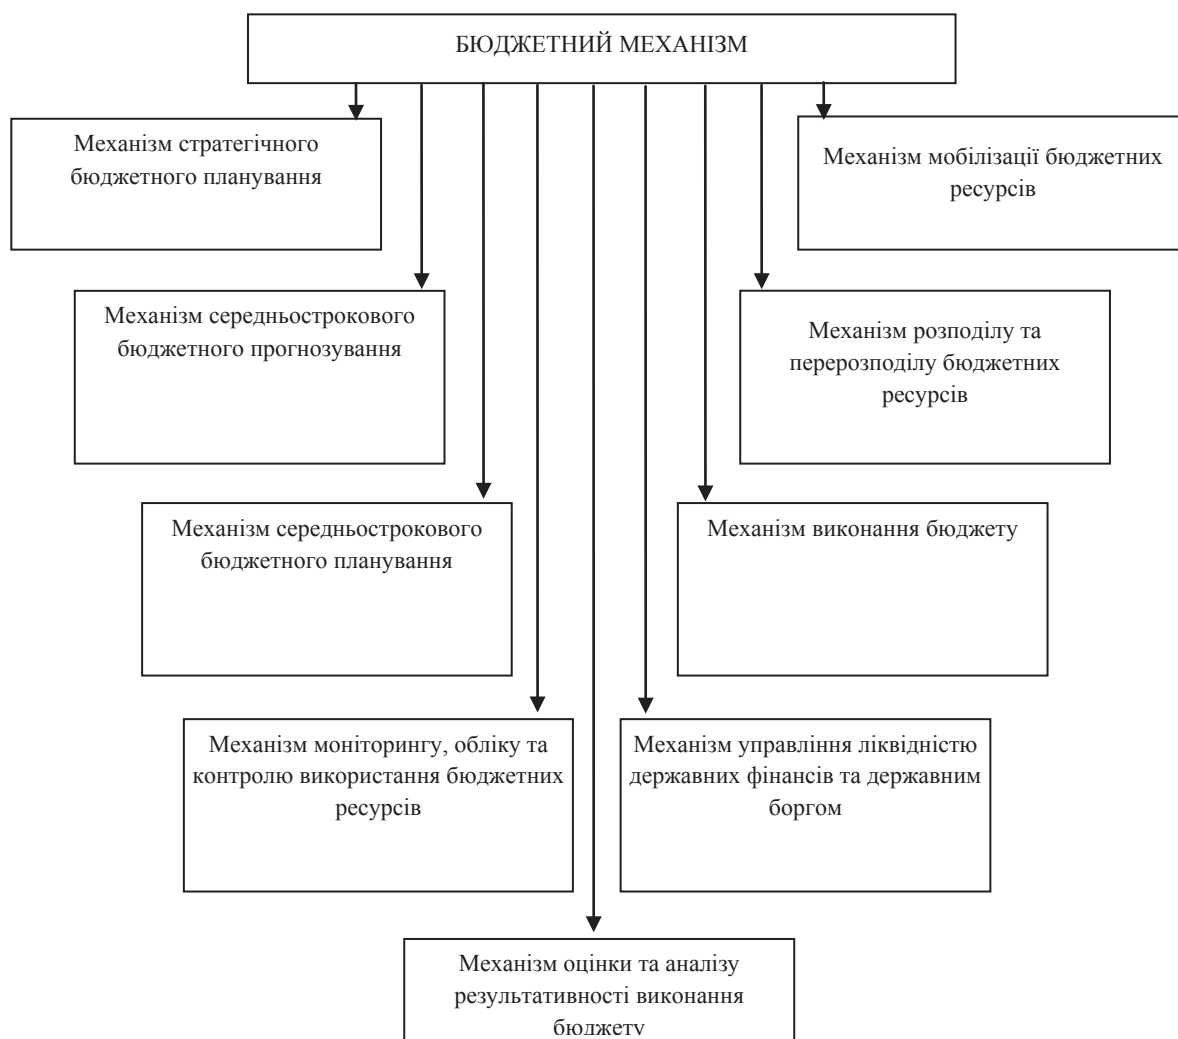 БЮДЖЕТНИЙ МЕХАНІЗМ
Механізм стратегічного
бюджетного планування
Механізм мобілізації бюджетних
ресурсів
Механізм середньострокового
бюджетного прогнозування
Механізм розподілу та
перерозподілу бюджетних
ресурсів
Механізм середньострокового
бюджетного планування
Механізм виконання бюджету
Механізм моніторингу, обліку та
контролю використання бюджетних
ресурсів
Механізм управління ліквідністю
державних фінансів та державним
боргом
Механізм оцінки та аналізу
результативності виконання
бюджету